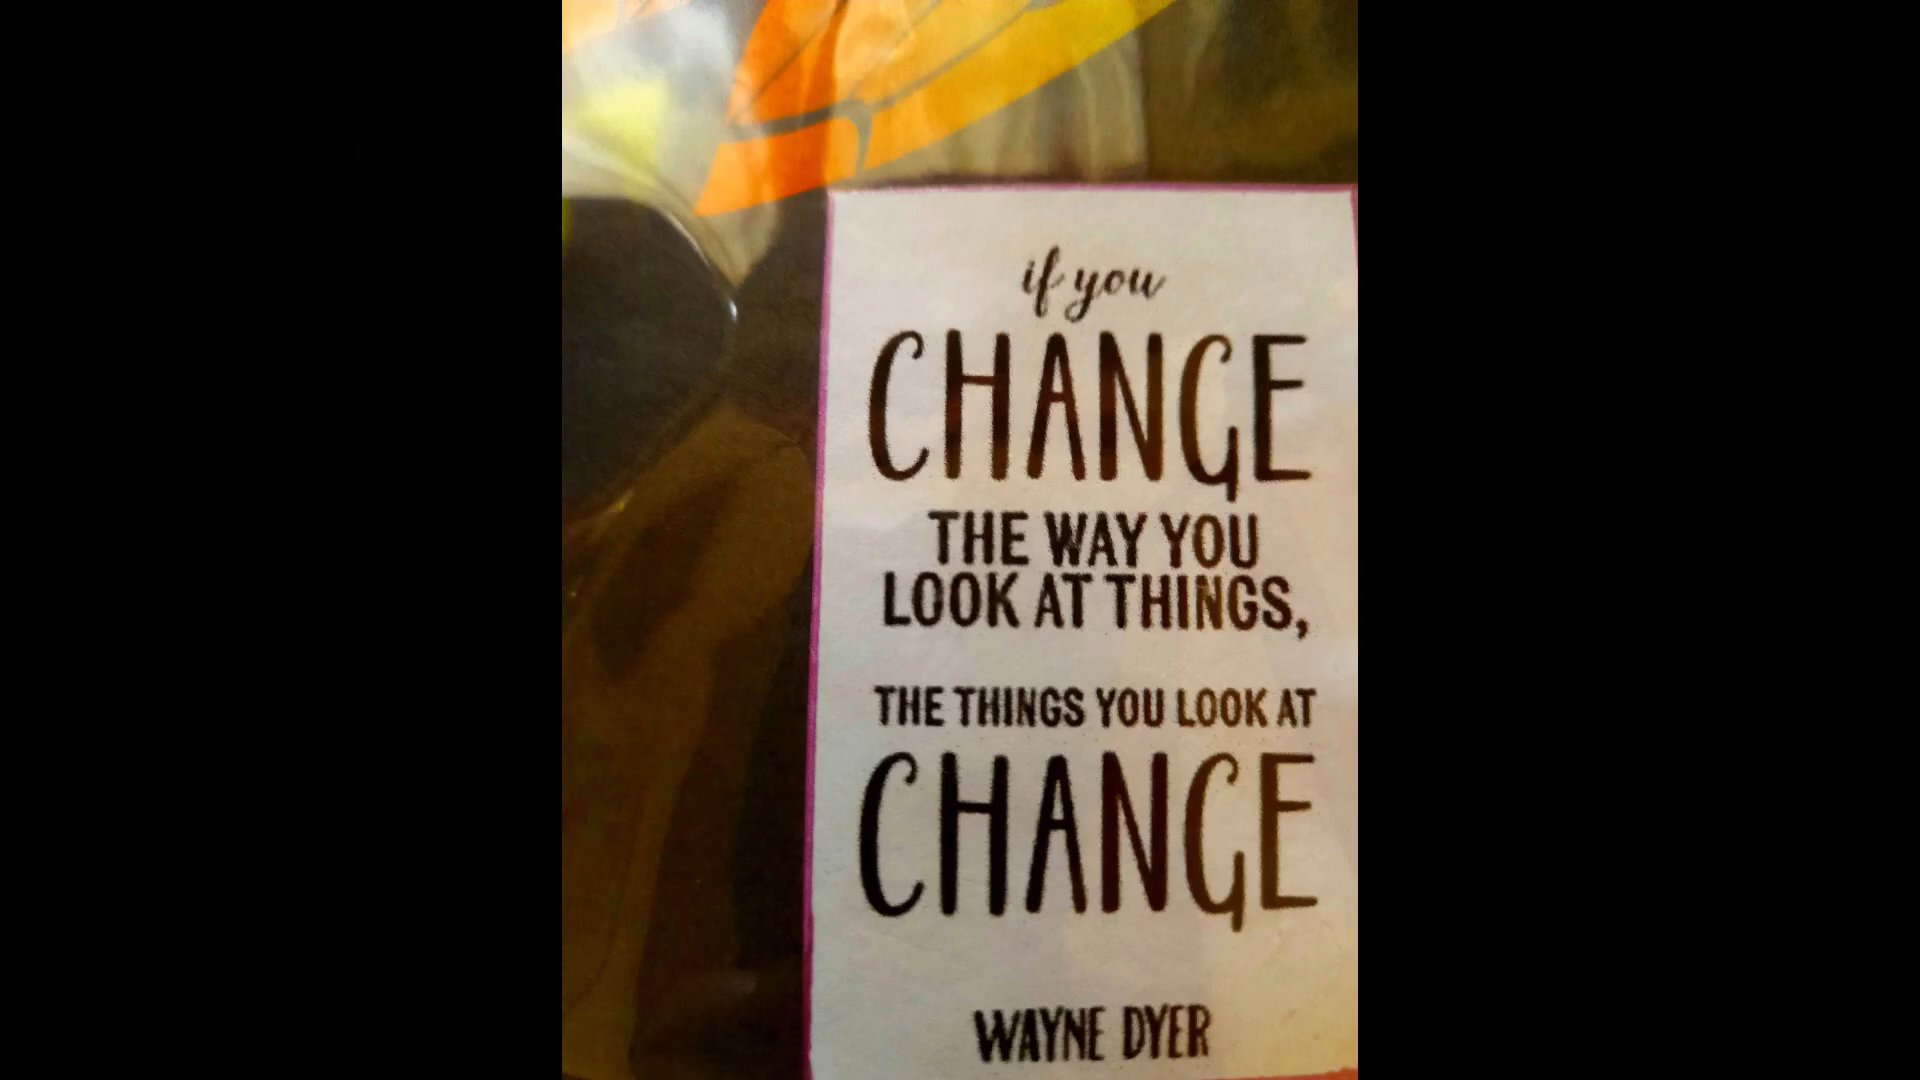 if you
CHANGE
THE WAY YOU
LOOK AT THINGS,
THE THINGS YOU LOOK AT
CHANGE
WAYNE DYER